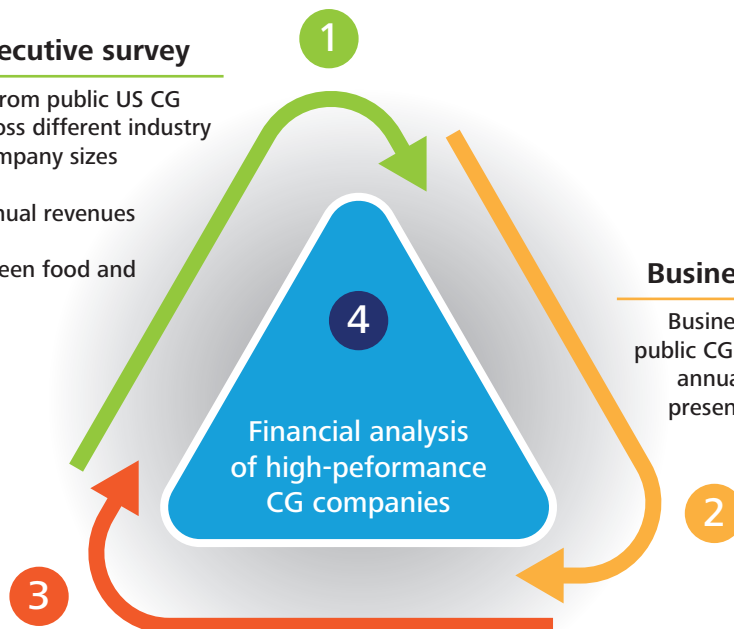 1
ecutive survey
rom public US CG
oss different industry
mpany sizes
nual revenues
een food and
Busine
Busine
public CG
annua
presen
4
Financial analysis
of high-peformance
CG companies
2
3